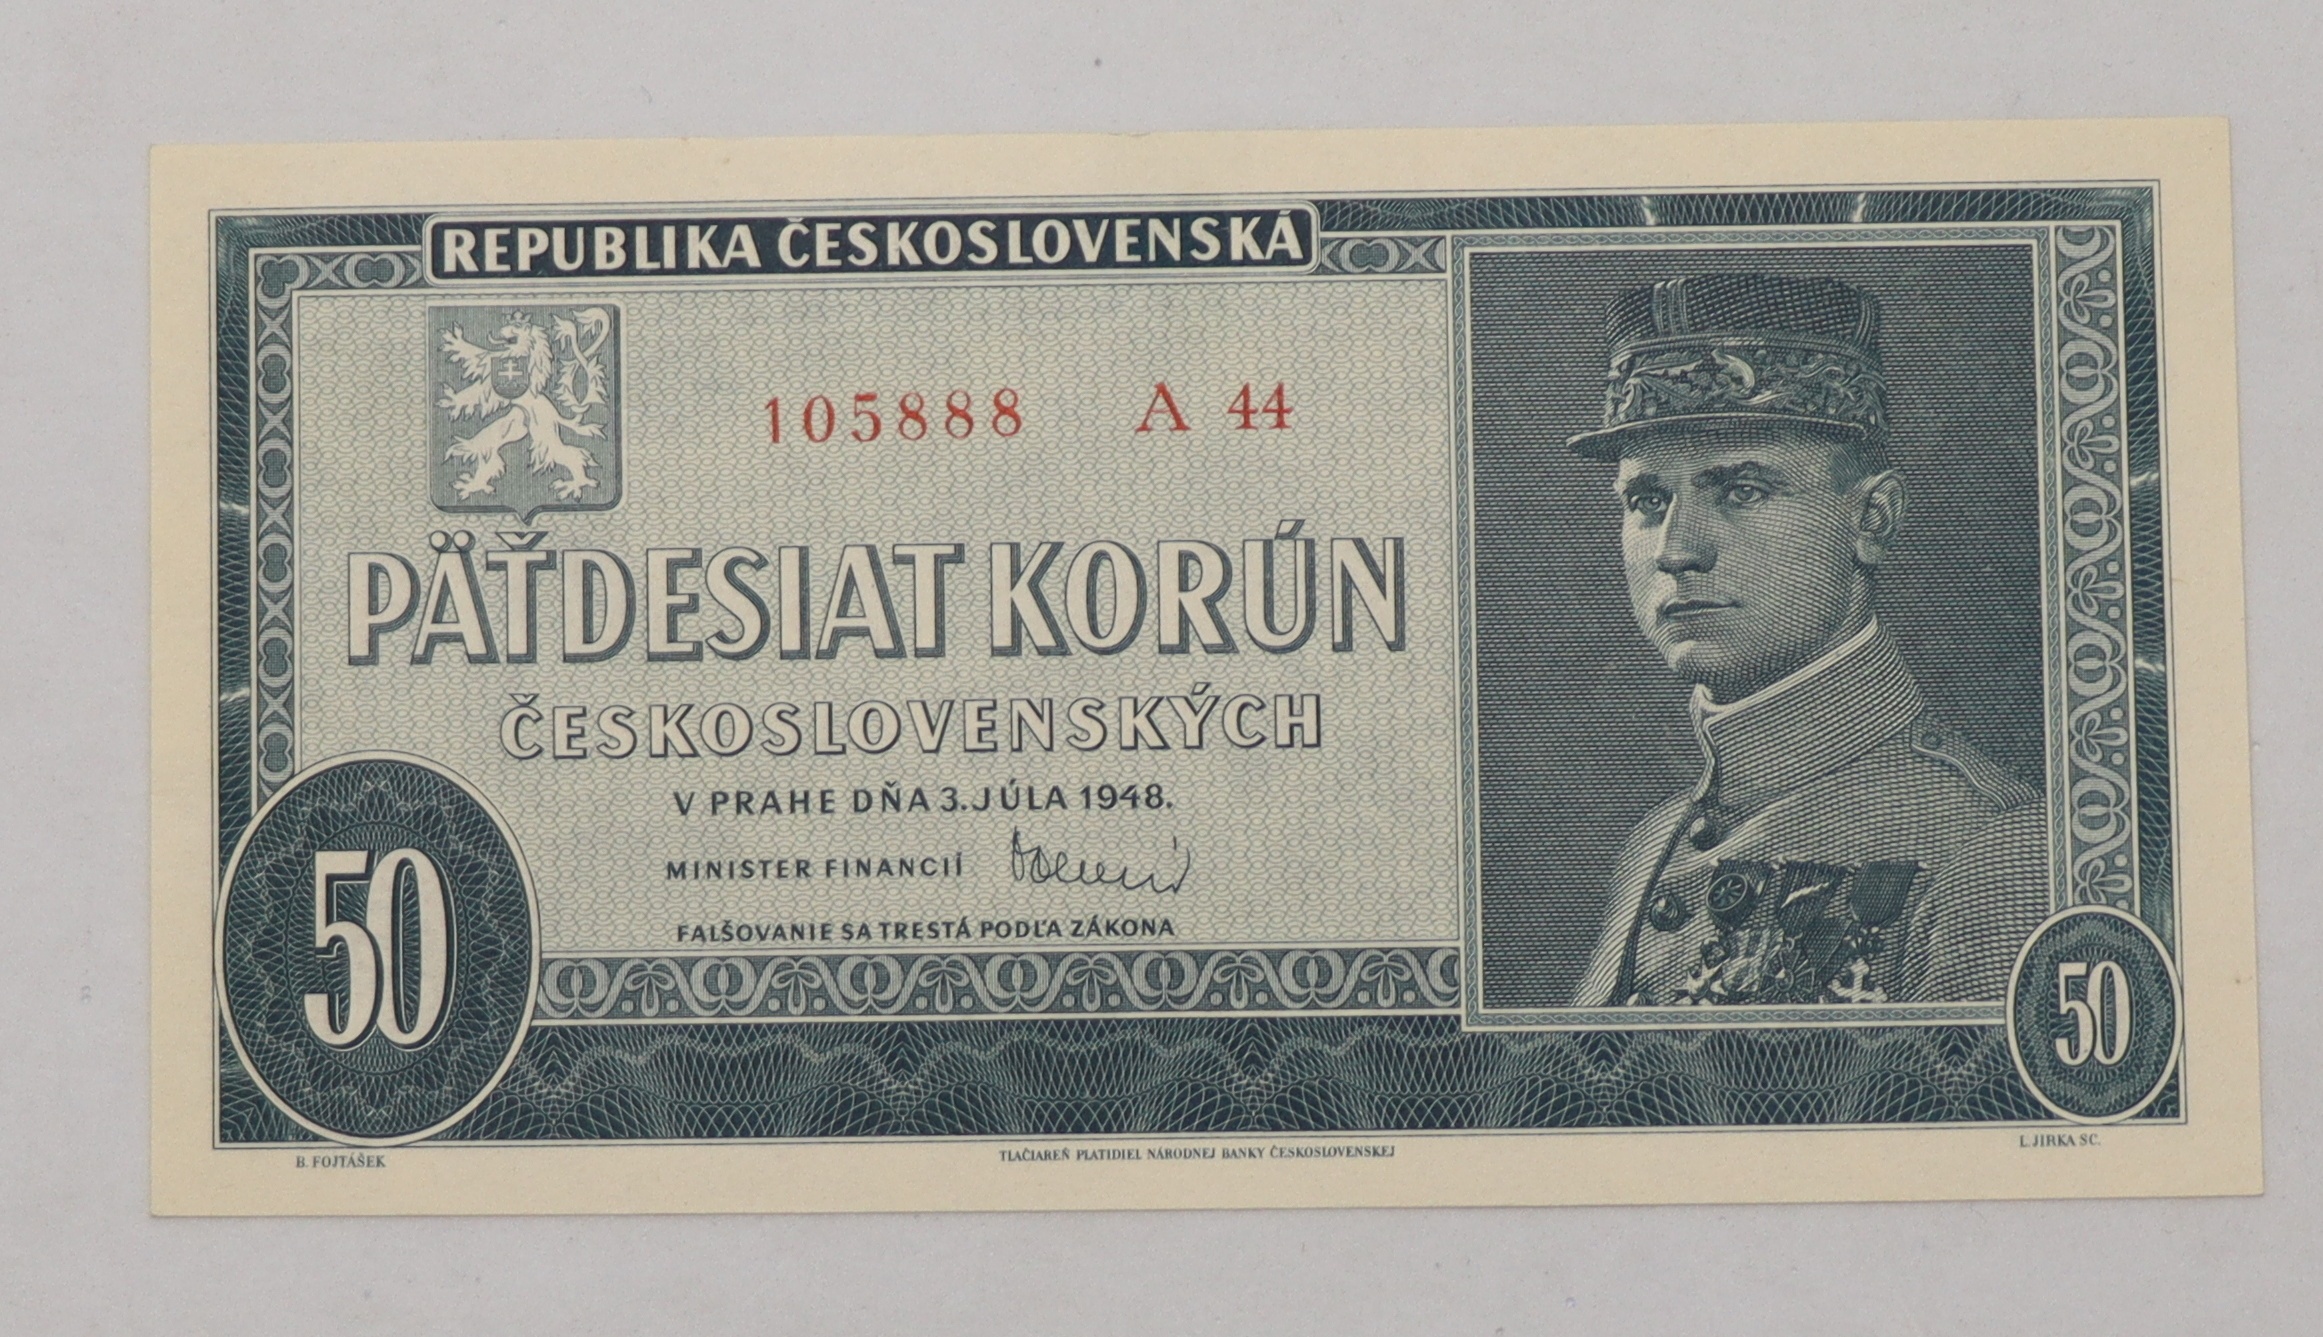 REPUBLIKA ČESKOSLOVENSKÁ
105888 A 44
PÄŤDESIAT KORÚN
ČESKOSLOVENSKÝCH
V PRAHE DŇA 3. JÚLA 1948.
MINISTER FINANCIÍ
FALŠOVANIE SA TRESTÁ PODĽA ZÁKONA
50
50
B. FOJTÁŠEK
TLAČIAREŇ PLATIDIEL NÁRODNEJ BANKY ČESKOSLOVENSKEJ
L. JIRKA SC.